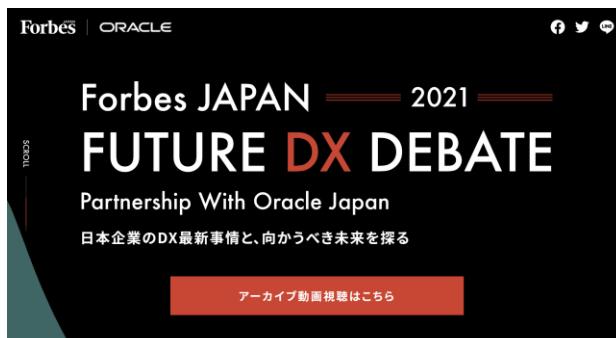 Forbes JAPAN | ORACLE
LINE
Forbes JAPAN 2021
FUTURE DX DEBATE
SCROLL
Partnership With Oracle Japan
日本企業のDX最新事情と、向かうべき未来を探る
アーカイブ動画視聴はこちら